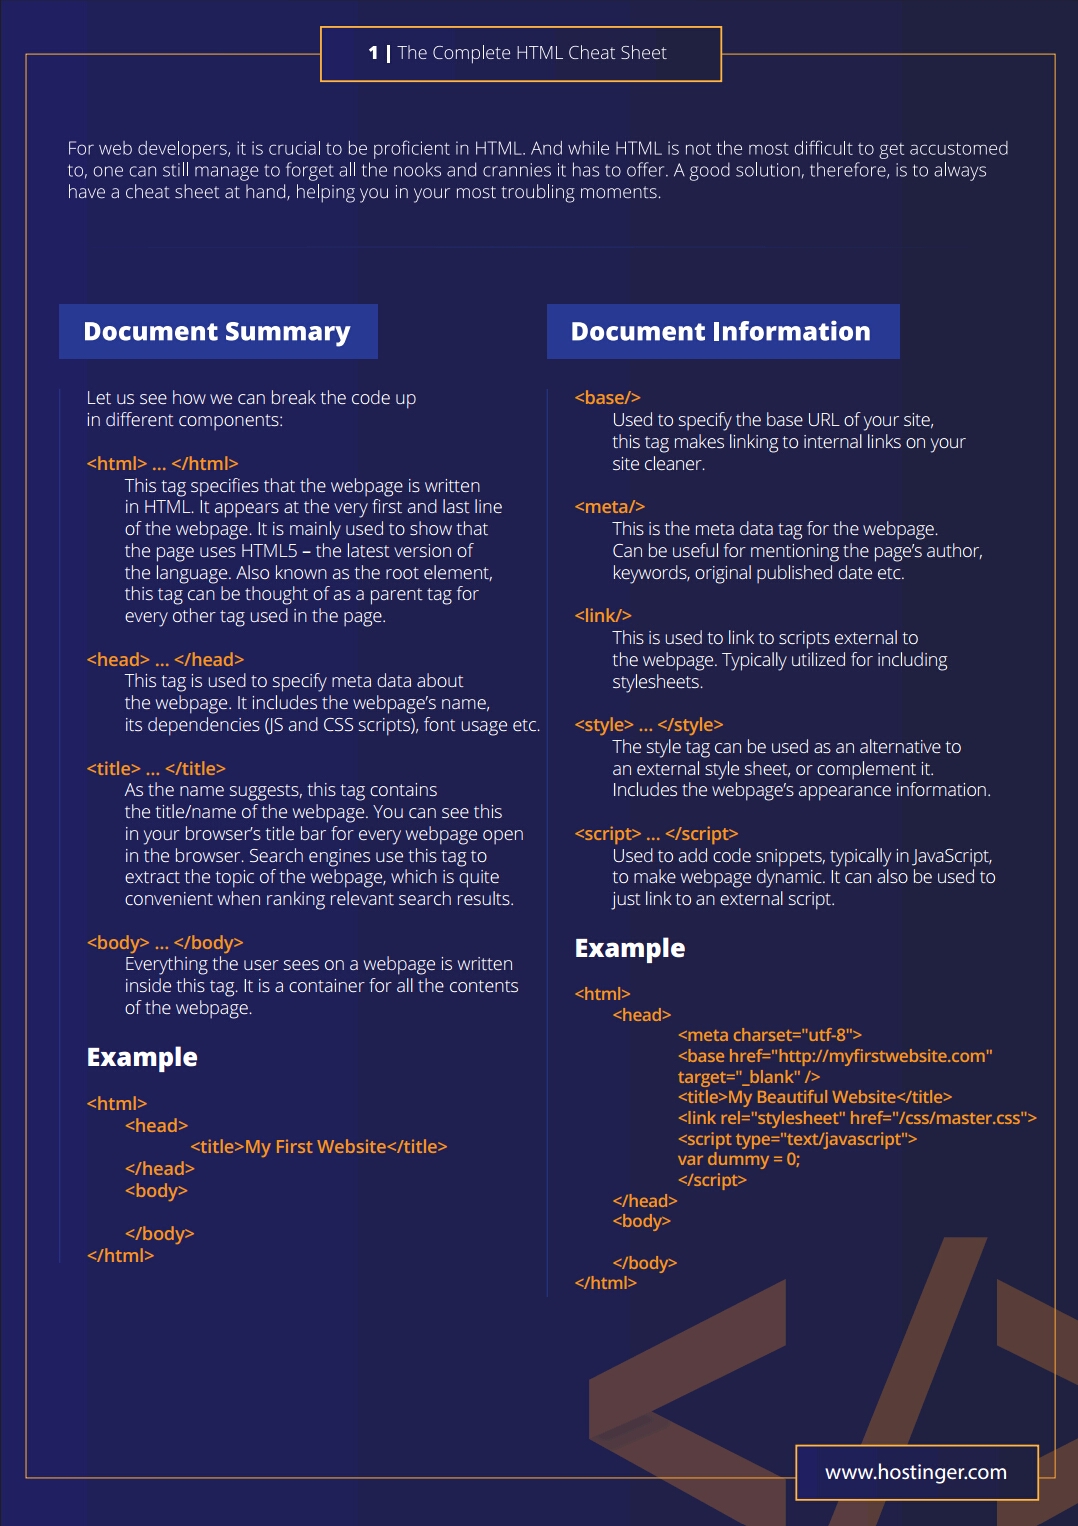 1 | The Complete HTML Cheat Sheet
For web developers, it is crucial to be proficient in HTML. And while HTML is not the most difficult to get accustomed
to, one can still manage to forget all the nooks and crannies it has to offer. A good solution, therefore, is to always
have a cheat sheet at hand, helping you in your most troubling moments.
Document Summary
Let us see how we can break the code up
in different components:
<html> ... </html>
This tag specifies that the webpage is written
in HTML. It appears at the very first and last line
of the webpage. It is mainly used to show that
the page uses HTML5 – the latest version of
the language. Also known as the root element,
this tag can be thought of as a parent tag for
every other tag used in the page.
<head> ... </head>
This tag is used to specify meta data about
the webpage. It includes the webpage’s name,
its dependencies (JS and CSS scripts), font usage etc.
<title> ... </title>
As the name suggests, this tag contains
the title/name of the webpage. You can see this
in your browser’s title bar for every webpage open
in the browser. Search engines use this tag to
extract the topic of the webpage, which is quite
convenient when ranking relevant search results.
<body> ... </body>
Everything the user sees on a webpage is written
inside this tag. It is a container for all the contents
of the webpage.
Example
<html>
<head>
<title>My First Website</title>
</head>
<body>
</body>
</html>
Document Information
<base/>
Used to specify the base URL of your site,
this tag makes linking to internal links on your
site cleaner.
<meta/>
This is the meta data tag for the webpage.
Can be useful for mentioning the page’s author,
keywords, original published date etc.
<link/>
This is used to link to scripts external to
the webpage. Typically utilized for including
stylesheets.
<style> ... </style>
The style tag can be used as an alternative to
an external style sheet, or complement it.
Includes the webpage’s appearance information.
<script> ... </script>
Used to add code snippets, typically in JavaScript,
to make webpage dynamic. It can also be used to
just link to an external script.
Example
<html>
<head>
<meta charset="utf-8">
<base href="http://myfirstwebsite.com"
target="_blank" />
<title>My Beautiful Website</title>
<link rel="stylesheet" href="/css/master.css">
<script type="text/javascript">
var dummy = 0;
</script>
</head>
<body>
</body>
</html>
www.hostinger.com